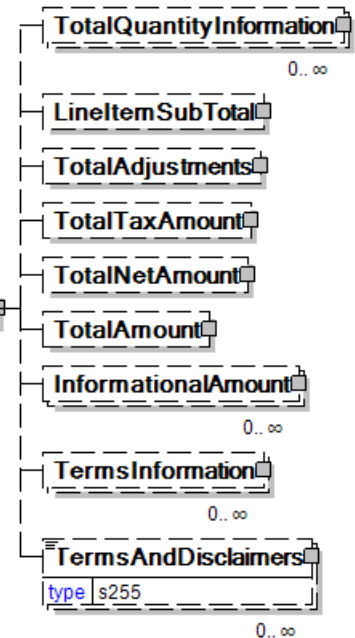 TotalQuantityInformation
0.. ∞
LineItemSubTotal
TotalAdjustments
TotalTaxAmount
TotalNetAmount
TotalAmount
InformationalAmount
0.. ∞
TermsInformation
0.. ∞
TermsAndDisclaimers
type s255
0.. ∞